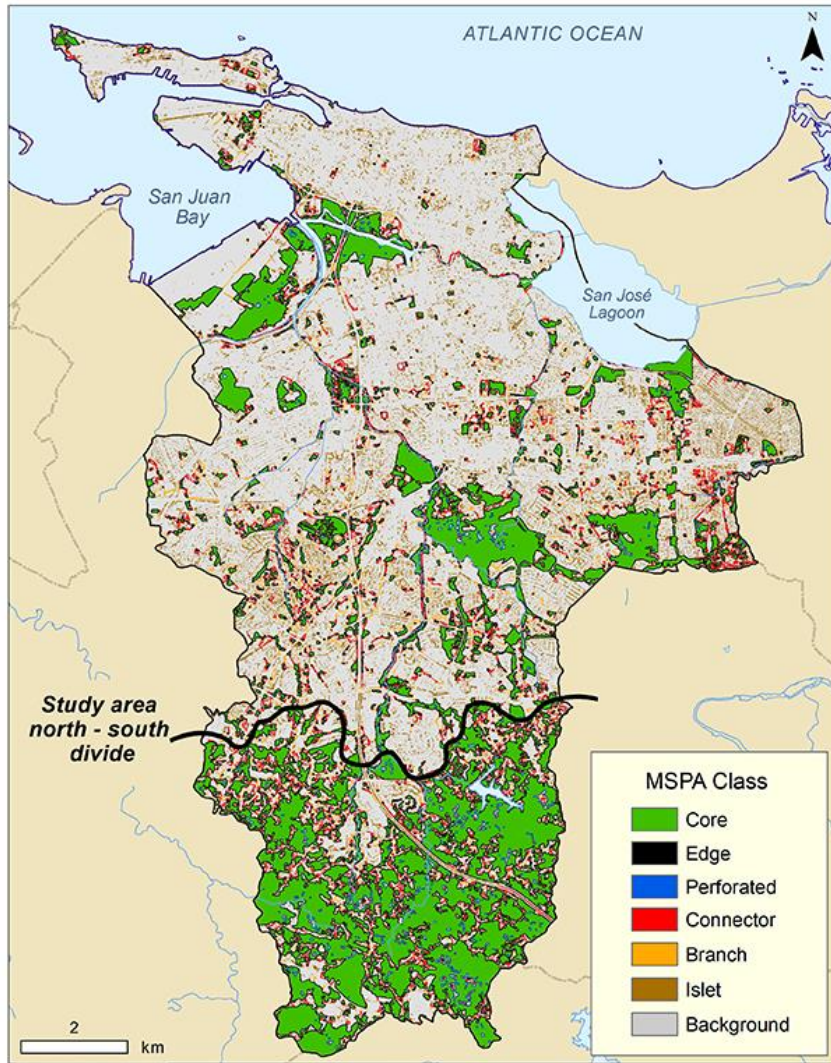 ATLANTIC OCEAN
N
San Juan
Bay
San José
Lagoon
Study area
north - south
divide
MSPA Class
Core
Edge
Perforated
Connector
Branch
Islet
Background
2
km